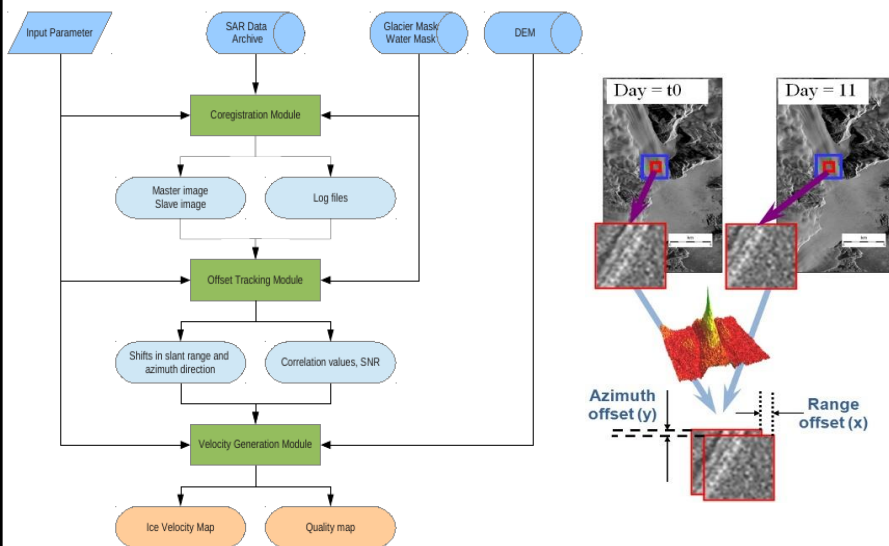 Input Parameter
SAR Data
Archive
Glacier Mask
Water Mask
DEM
Coregistration Module
Master image
Slave image
Log files
Offset Tracking Module
Shifts in slant range and
azimuth direction
Correlation values, SNR
Velocity Generation Module
Ice Velocity Map
Quality map
Day = t0
Day = 11
Azimuth
offset (y)
Range
offset (x)